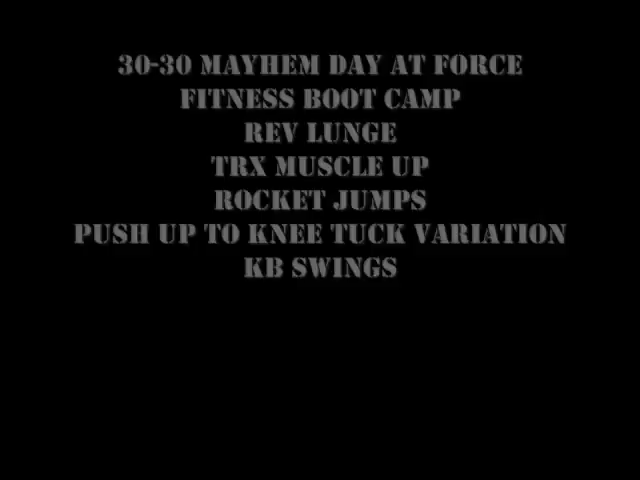 30-30 MAYHEM DAY AT FORCE
FITNESS BOOT CAMP
REV LUNGE
TRX MUSCLE UP
ROCKET JUMPS
PUSH UP TO KNEE TUCK VARIATION
KB SWINGS